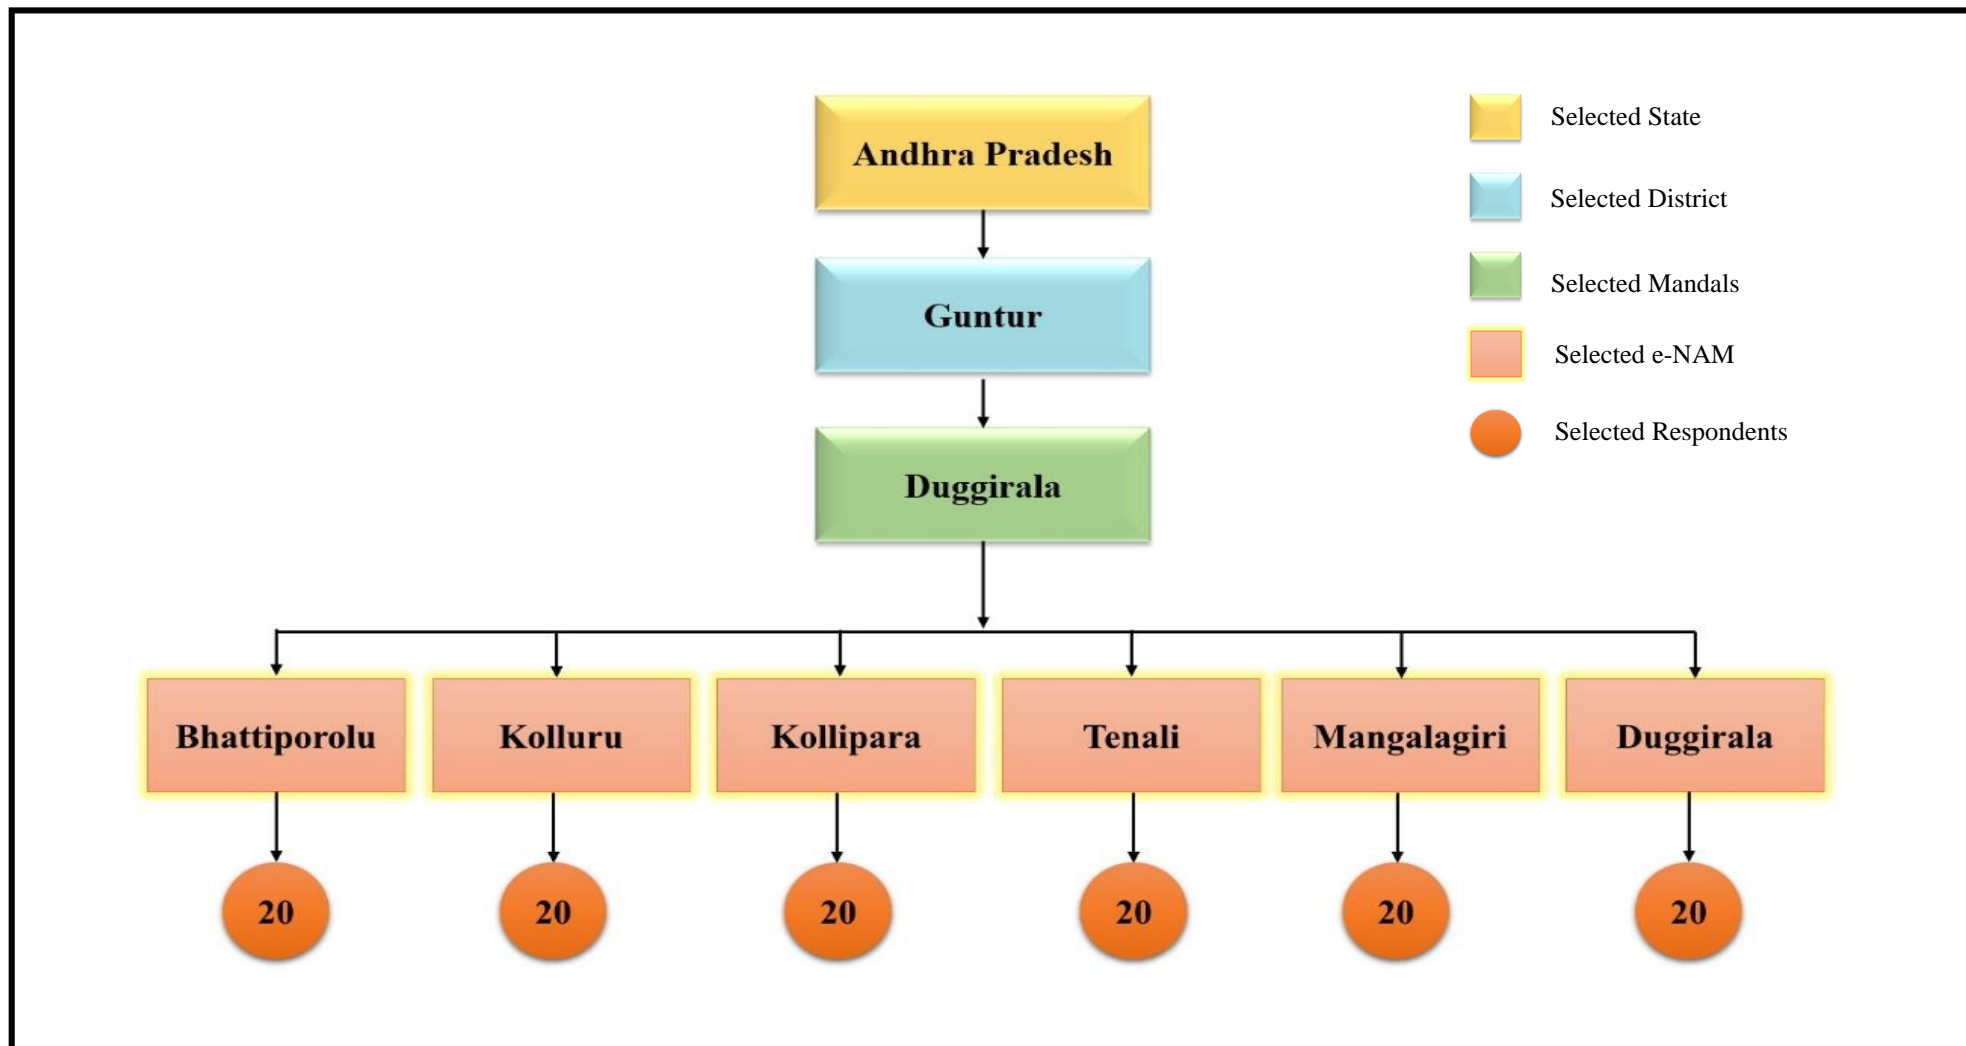 Andhra Pradesh
Guntur
Duggirala
Selected State
Selected District
Selected Mandals
Selected e-NAM
Selected Respondents
Bhattiporolu
Kolluru
Kollipara
Tenali
Mangalagiri
Duggirala
20
20
20
20
20
20